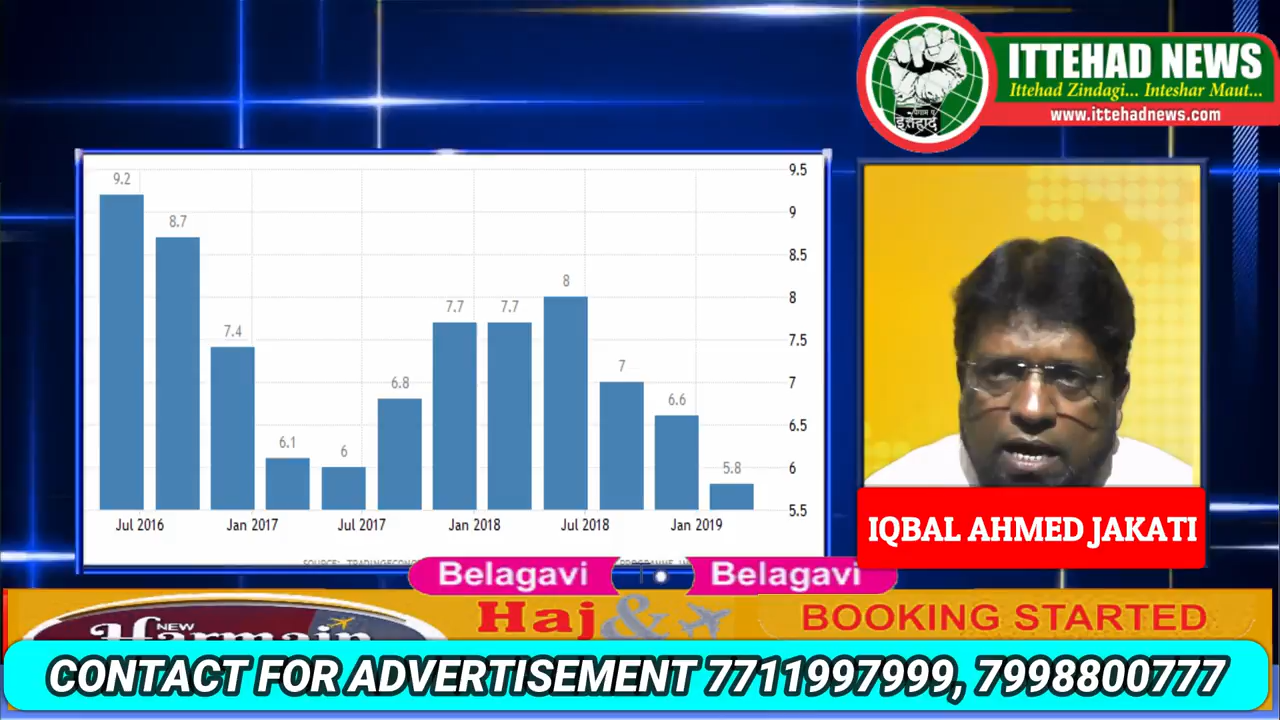 ITTEHAD NEWS
Ittehad Zindagi... Inteshar Maut...
www.ittehadnews.com
इत्तेहाद
9.5
9
8.5
8
7.5
7
6.5
6
5.5
9.2
8.7
7.4
6.1
6
6.8
7.7
7.7
8
7
6.6
5.8
Jul 2016
Jan 2017
Jul 2017
Jan 2018
Jul 2018
Jan 2019
IQBAL AHMED JAKATI
Belagavi
Belagavi
NEW
Harmain
Haj &
BOOKING STARTED
CONTACT FOR ADVERTISEMENT 7711997999, 7998800777